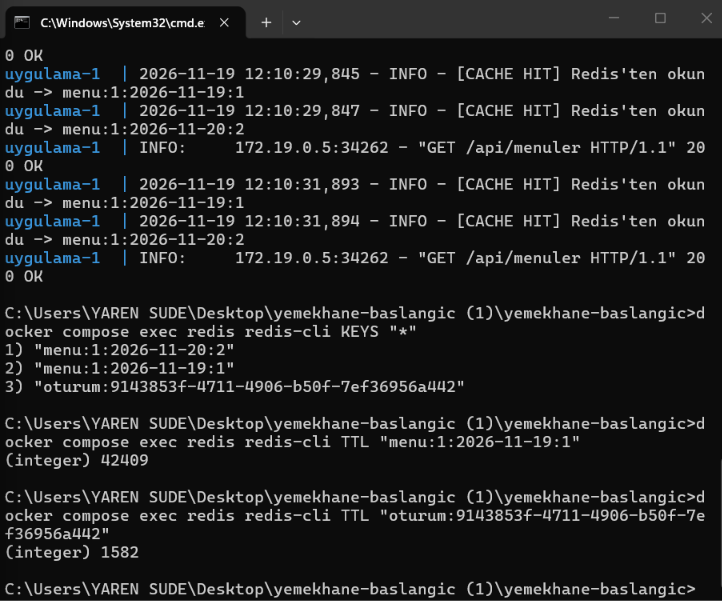 C:\Windows\System32\cmd.e:
0 OK
uygulama-1  | 2026-11-19 12:10:29,845 - INFO - [CACHE HIT] Redis'ten okun
du -> menu:1:2026-11-19:1
uygulama-1  | 2026-11-19 12:10:29,847 - INFO - [CACHE HIT] Redis'ten okun
du -> menu:1:2026-11-20:2
uygulama-1  | INFO:     172.19.0.5:34262 - "GET /api/menuler HTTP/1.1" 20
0 OK
uygulama-1  | 2026-11-19 12:10:31,893 - INFO - [CACHE HIT] Redis'ten okun
du -> menu:1:2026-11-19:1
uygulama-1  | 2026-11-19 12:10:31,894 - INFO - [CACHE HIT] Redis'ten okun
du -> menu:1:2026-11-20:2
uygulama-1  | INFO:     172.19.0.5:34262 - "GET /api/menuler HTTP/1.1" 20
0 OK
C:\Users\YAREN SUDE\Desktop\yemekhane-baslangic (1)\yemekhane-baslangic>d
ocker compose exec redis redis-cli KEYS "*"
1) "menu:1:2026-11-20:2"
2) "menu:1:2026-11-19:1"
3) "oturum:9143853f-4711-4906-b50f-7ef36956a442"
C:\Users\YAREN SUDE\Desktop\yemekhane-baslangic (1)\yemekhane-baslangic>d
ocker compose exec redis redis-cli TTL "menu:1:2026-11-19:1"
(integer) 42409
C:\Users\YAREN SUDE\Desktop\yemekhane-baslangic (1)\yemekhane-baslangic>d
ocker compose exec redis redis-cli TTL "oturum:9143853f-4711-4906-b50f-7e
f36956a442"
(integer) 1582
C:\Users\YAREN SUDE\Desktop\yemekhane-baslangic (1)\yemekhane-baslangic>